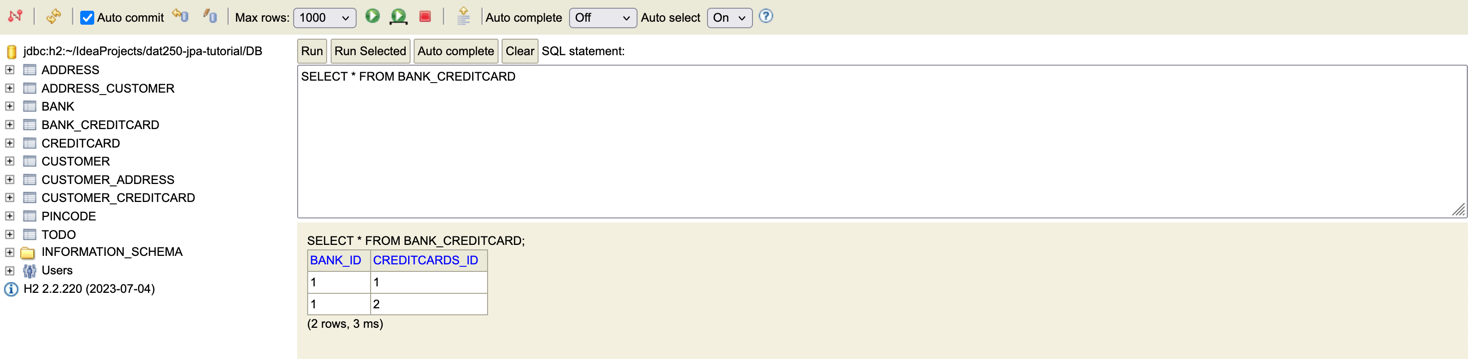 Auto commit Max rows: 1000 Auto complete Off Auto select On ?
jdbc:h2:~/IdeaProjects/dat250-jpa-tutorial/DB
ADDRESS
ADDRESS_CUSTOMER
BANK
BANK_CREDITCARD
CREDITCARD
CUSTOMER
CUSTOMER_ADDRESS
CUSTOMER_CREDITCARD
PINCODE
TODO
INFORMATION_SCHEMA
Users
H2 2.2.220 (2023-07-04)
Run Run Selected Auto complete Clear SQL statement:
SELECT * FROM BANK_CREDITCARD
SELECT * FROM BANK_CREDITCARD;
BANK_ID CREDITCARDS_ID
1 1
1 2
(2 rows, 3 ms)